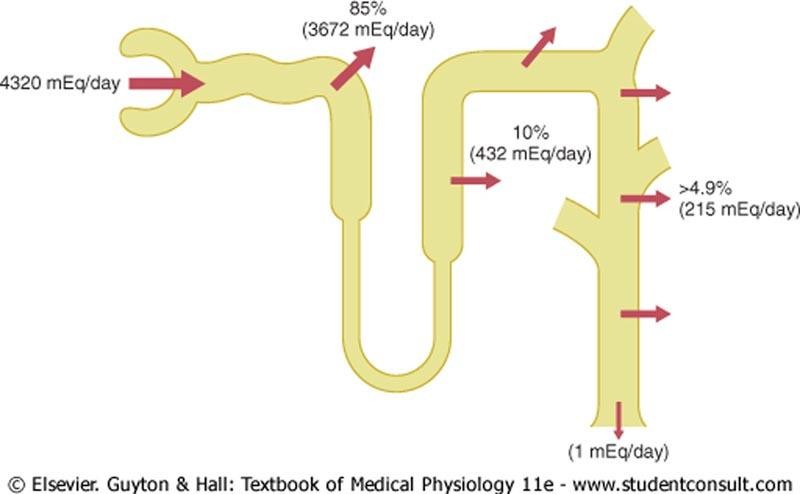 85%
(3672 mEq/day)
4320 mEq/day
10%
(432 mEq/day)
>4.9%
(215 mEq/day)
(1 mEq/day)
© Elsevier. Guyton & Hall: Textbook of Medical Physiology 11e - www.studentconsult.com